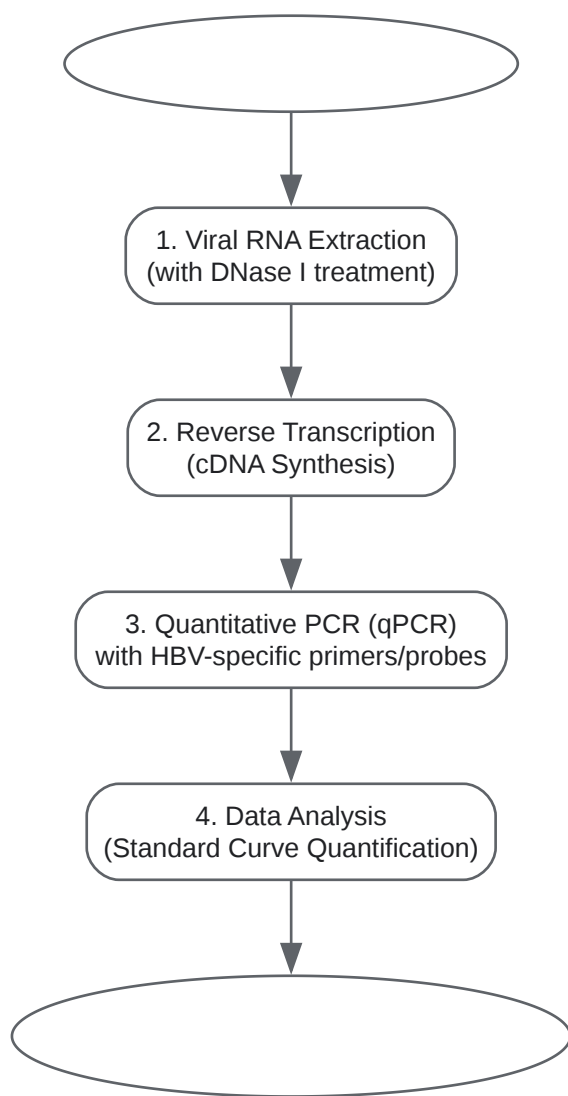 1. Viral RNA Extraction
(with DNase I treatment)
2. Reverse Transcription
(cDNA Synthesis)
3. Quantitative PCR (qPCR)
with HBV-specific primers/probes
4. Data Analysis
(Standard Curve Quantification)